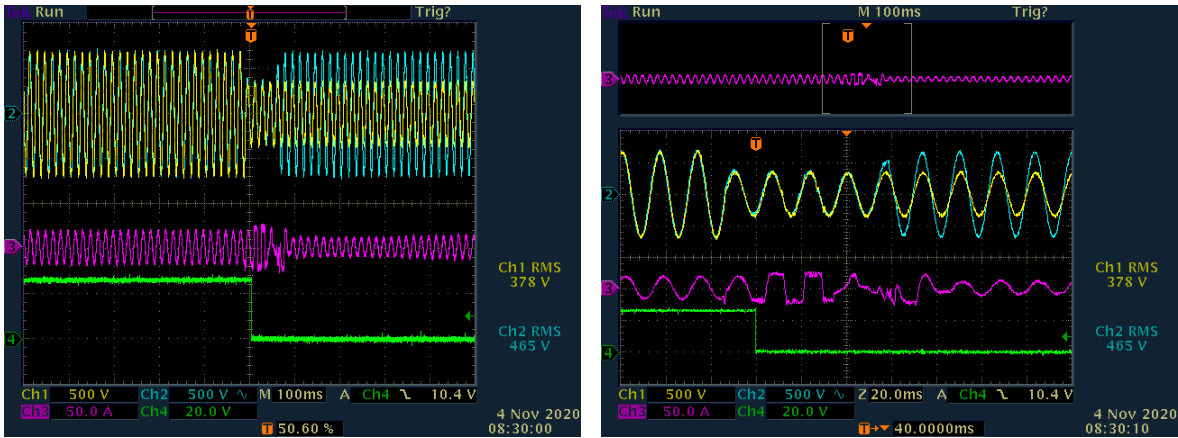 Tek Run Trig?
T
T
2
3
4
Ch1 RMS
378 V
Ch2 RMS
465 V
Ch1 500 V Ch2 500 V M 100ms A Ch4 10.4 V
Ch3 50.0 A Ch4 20.0 V
T 50.60 %
4 Nov 2020
08:30:00
Tek Run M 100ms Trig?
T
3
T
2
3
4
Ch1 RMS
378 V
Ch2 RMS
465 V
Ch1 500 V Ch2 500 V Z 20.0ms A Ch4 10.4 V
Ch3 50.0 A Ch4 20.0 V
T 40.0000ms
4 Nov 2020
08:30:10